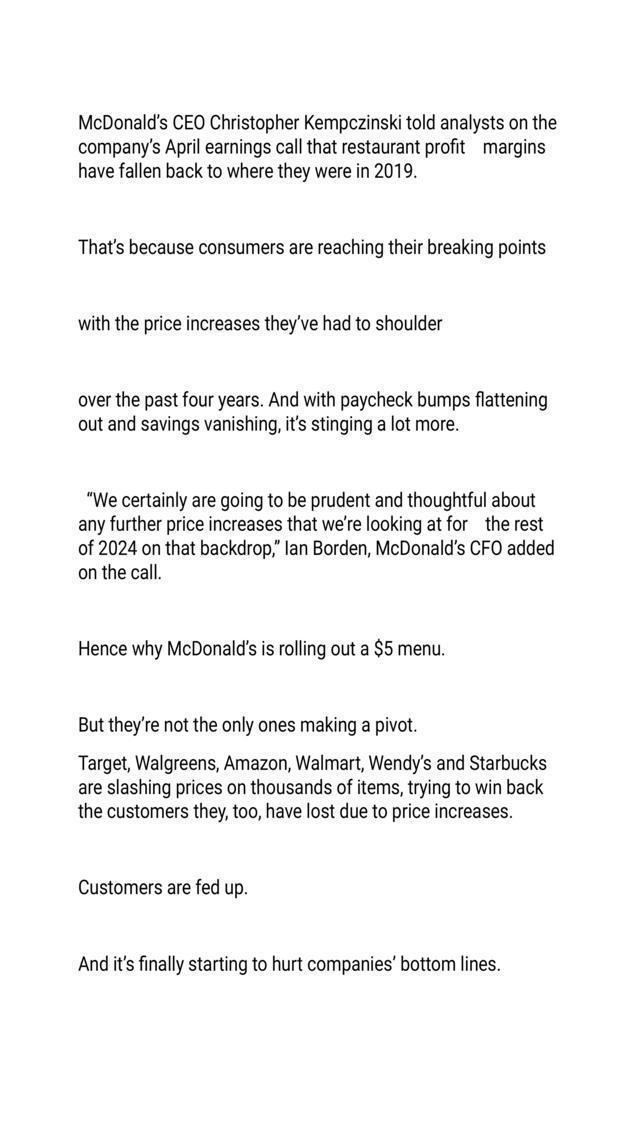 McDonald’s CEO Christopher Kempczinski told analysts on the
company’s April earnings call that restaurant profit margins
have fallen back to where they were in 2019.
That’s because consumers are reaching their breaking points
with the price increases they’ve had to shoulder
over the past four years. And with paycheck bumps flattening
out and savings vanishing, it’s stinging a lot more.
“We certainly are going to be prudent and thoughtful about
any further price increases that we’re looking at for the rest
of 2024 on that backdrop,” Ian Borden, McDonald’s CFO added
on the call.
Hence why McDonald’s is rolling out a $5 menu.
But they’re not the only ones making a pivot.
Target, Walgreens, Amazon, Walmart, Wendy’s and Starbucks
are slashing prices on thousands of items, trying to win back
the customers they, too, have lost due to price increases.
Customers are fed up.
And it’s finally starting to hurt companies’ bottom lines.